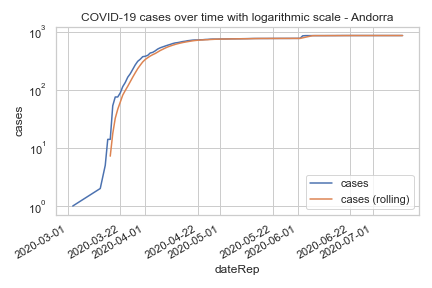 COVID-19 cases over time with logarithmic scale - Andorra
cases
10³
10²
10¹
10⁰
cases
cases (rolling)
2020-03-01
2020-03-22
2020-04-01
2020-04-22
2020-05-01
2020-05-22
2020-06-01
2020-06-22
2020-07-01
dateRep